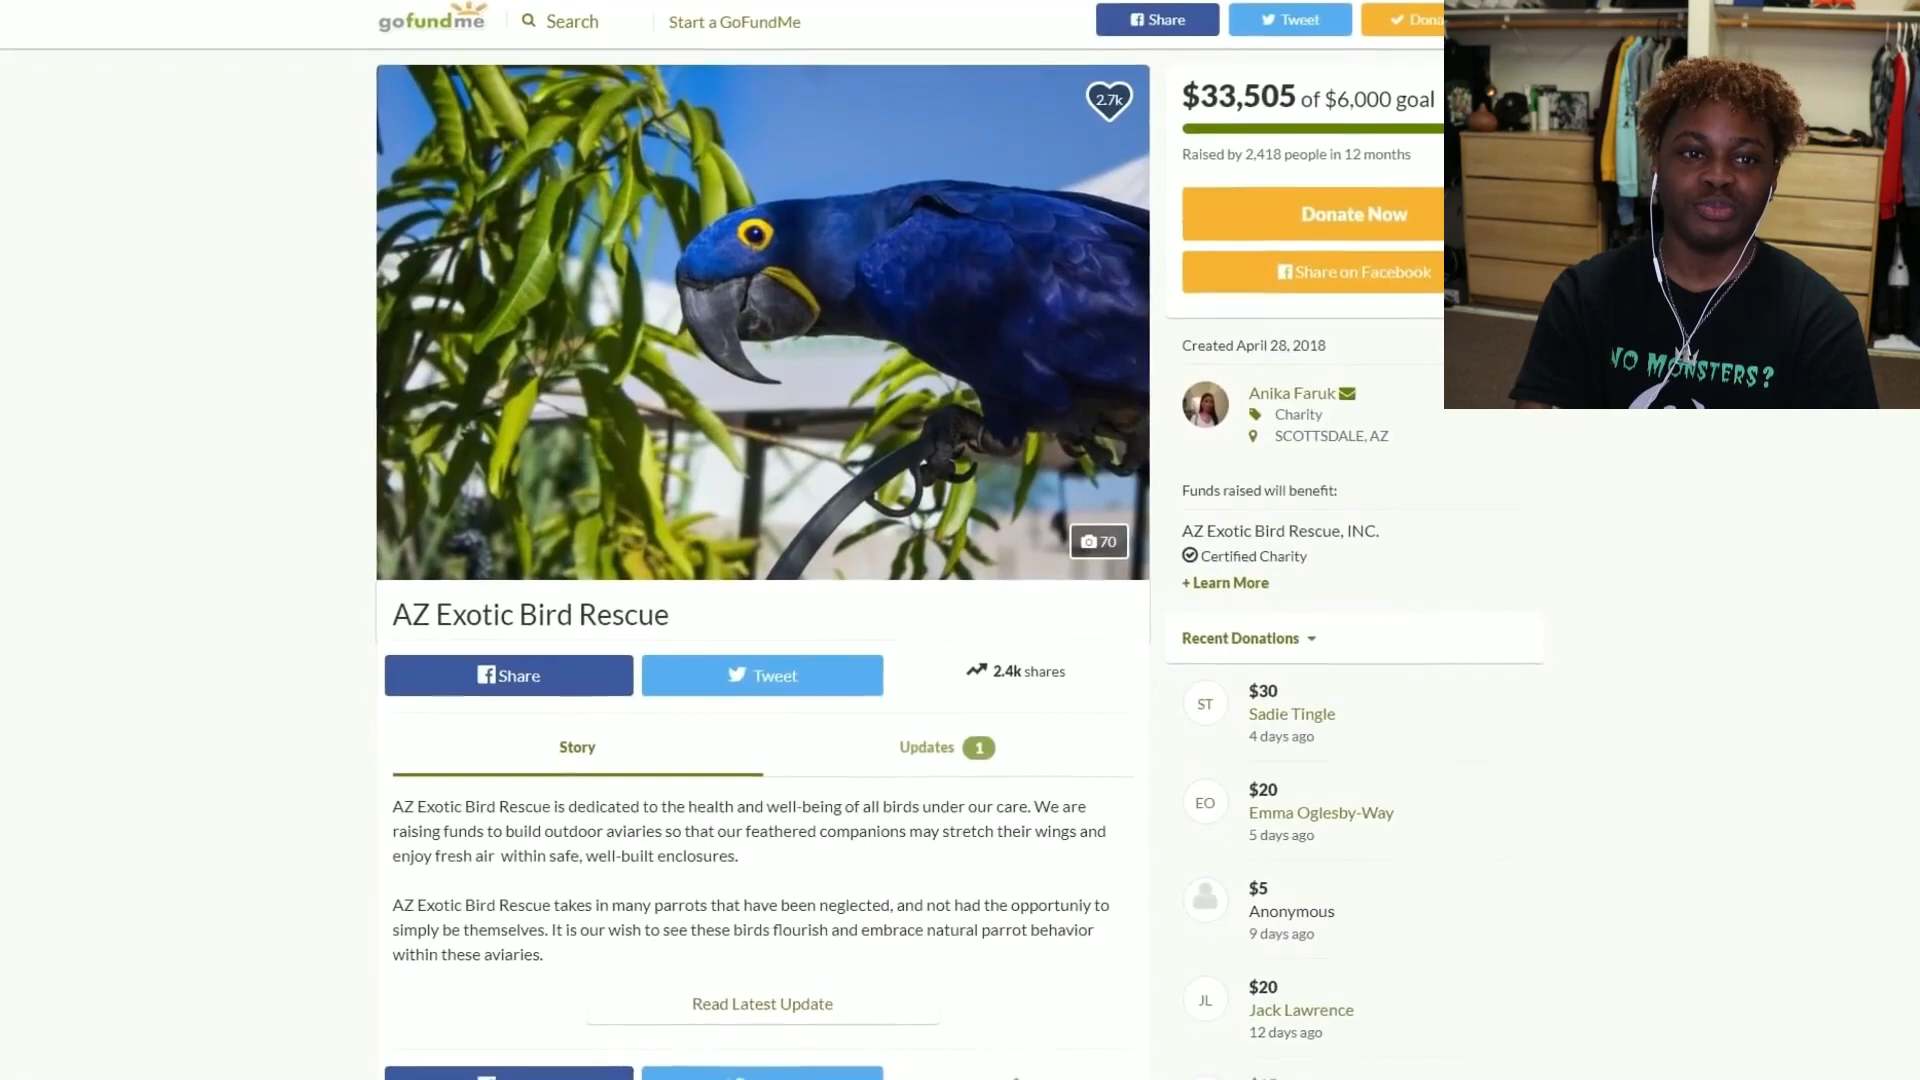 gofundme
Search
Start a GoFundMe
Share
Tweet
Dona
2.7k
70
AZ Exotic Bird Rescue
Share
Tweet
2.4k shares
Story
Updates 1
AZ Exotic Bird Rescue is dedicated to the health and well-being of all birds under our care. We are
raising funds to build outdoor aviaries so that our feathered companions may stretch their wings and
enjoy fresh air within safe, well-built enclosures.
AZ Exotic Bird Rescue takes in many parrots that have been neglected, and not had the opportuniy to
simply be themselves. It is our wish to see these birds flourish and embrace natural parrot behavior
within these aviaries.
Read Latest Update
$33,505 of $6,000 goal
Raised by 2,418 people in 12 months
Donate Now
Share on Facebook
Created April 28, 2018
Anika Faruk
Charity
SCOTTSDALE, AZ
Funds raised will benefit:
AZ Exotic Bird Rescue, INC.
Certified Charity
+ Learn More
Recent Donations
ST
$30
Sadie Tingle
4 days ago
EO
$20
Emma Oglesby-Way
5 days ago
$5
Anonymous
9 days ago
JL
$20
Jack Lawrence
12 days ago
NO MONSTERS?